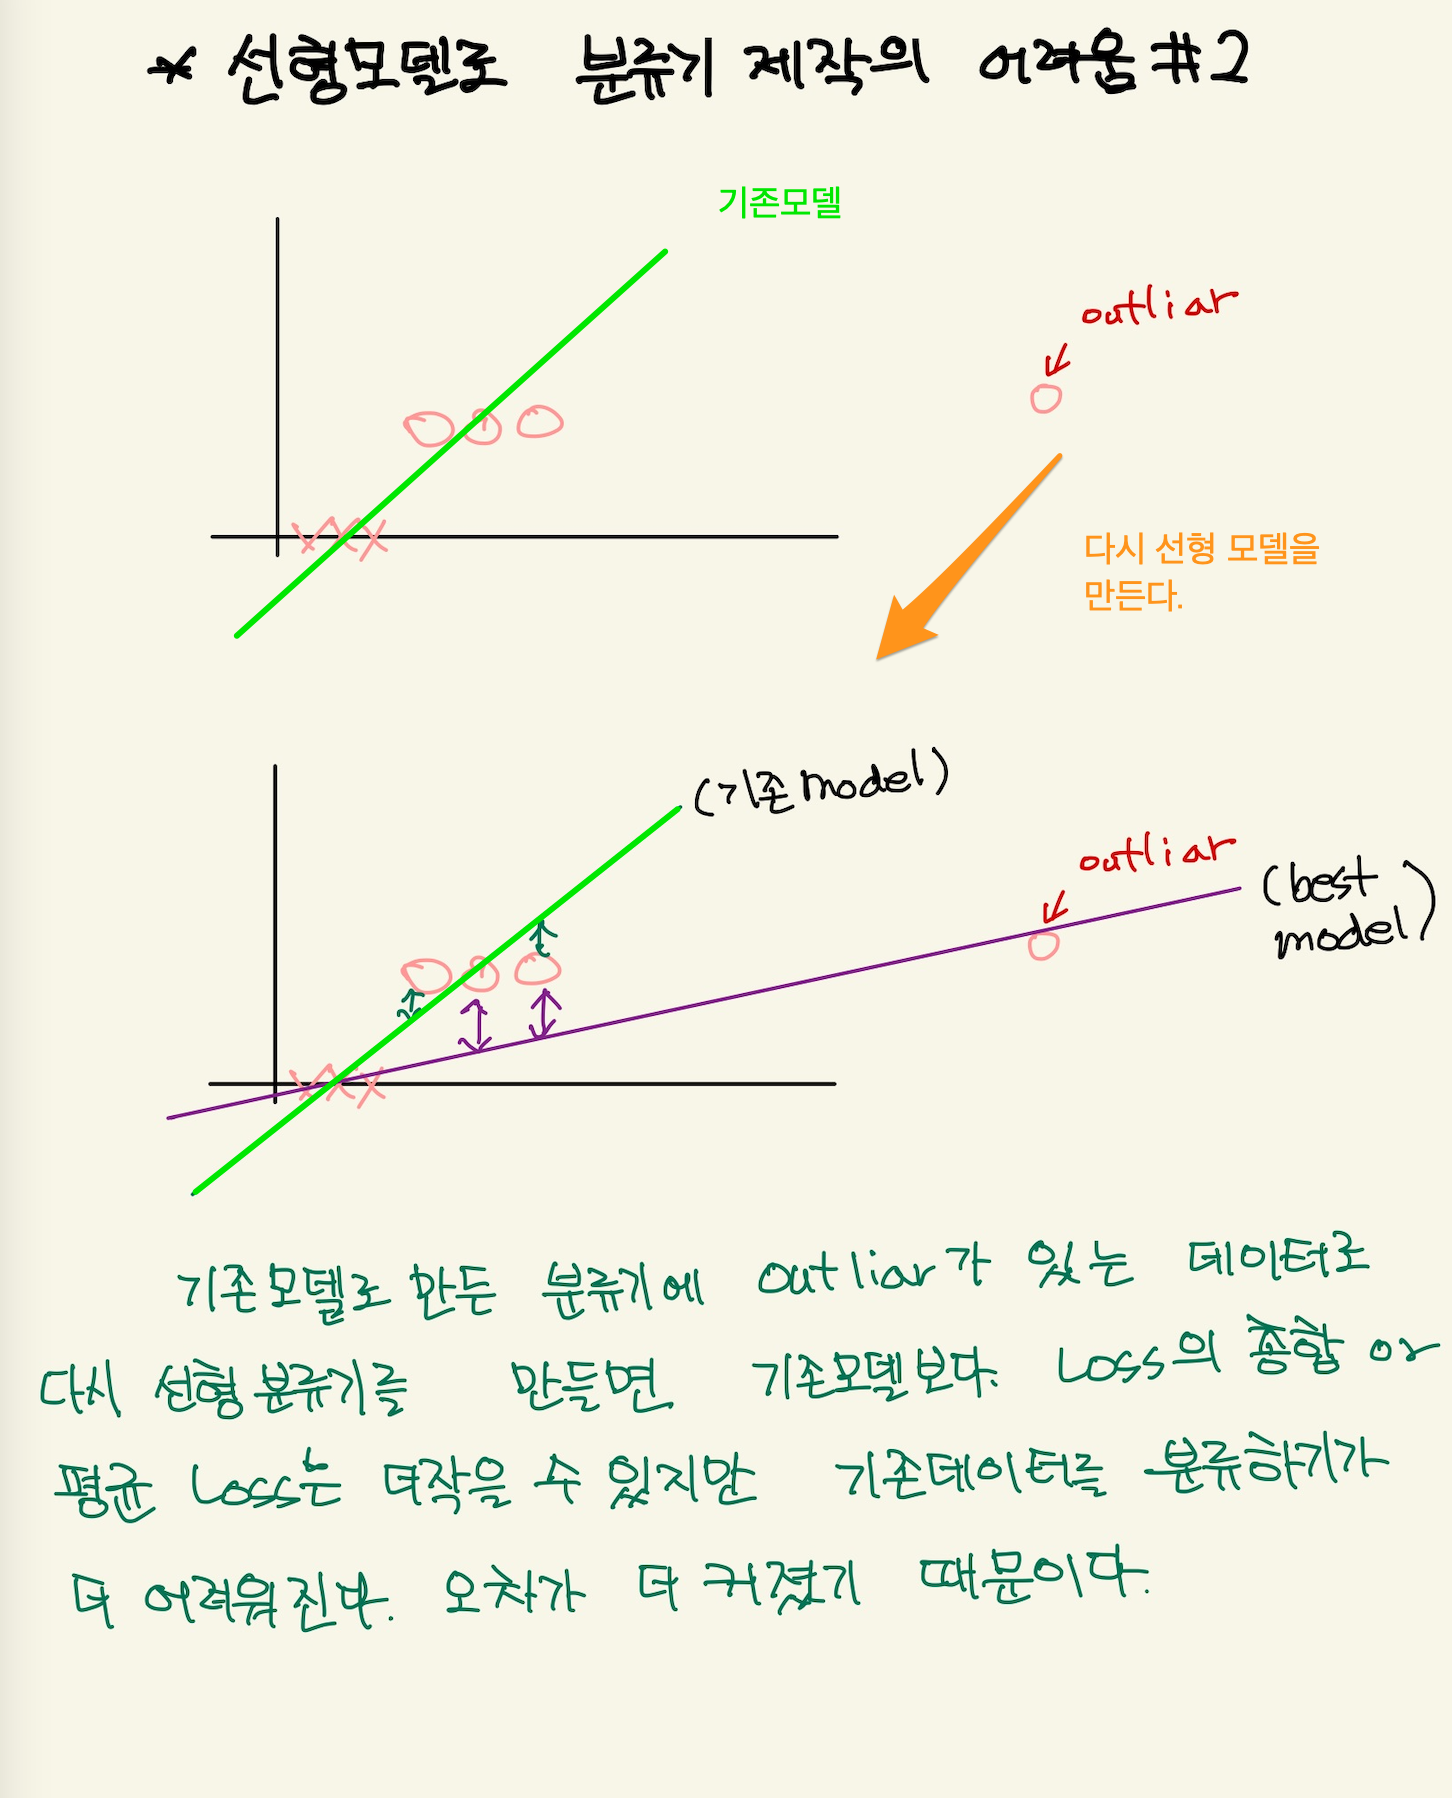 * 선형모델로 분류기 제작의 어려움 #2
기존모델
outliar
다시 선형 모델을
만든다.
(기존 model)
outliar
(best
model)
기존모델로 만든 분류기에 outliar가 있는 데이터로
다시 선형분류기를 만들면 기존모델보다. Loss의 종합 or
평균 Loss는 더작을 수 있지만 기존데이터를 분류하기가
더 어려워진다. 오차가 더 커졌기 때문이다.